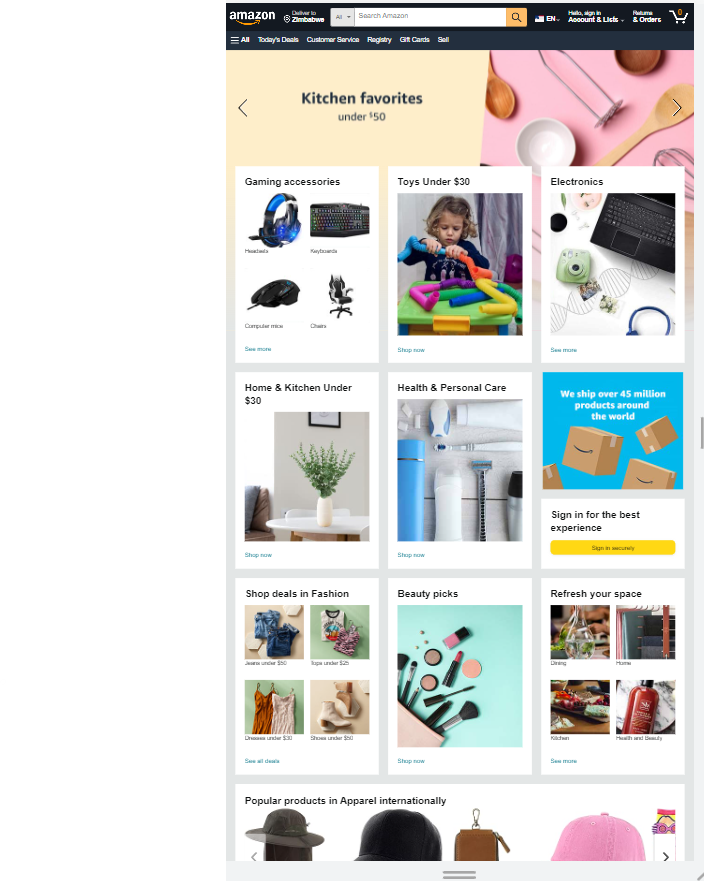 amazon
Deliver to
Zimbabwe
All
Search Amazon
EN
Hello, sign in
Account & Lists
Returns
& Orders
0
All
Today's Deals
Customer Service
Registry
Gift Cards
Sell
Kitchen favorites
under $50
Gaming accessories
Headsets
Keyboards
Computer mice
Chairs
See more
Toys Under $30
Shop now
Electronics
See more
Home & Kitchen Under
$30
Shop now
Health & Personal Care
Shop now
We ship over 45 million
products around
the world
Sign in for the best
experience
Sign in securely
Shop deals in Fashion
Jeans under $50
Tops under $25
Dresses under $30
Shoes under $50
See all deals
Beauty picks
Shop now
Refresh your space
Dining
Home
Kitchen
Health and Beauty
See more
Popular products in Apparel internationally